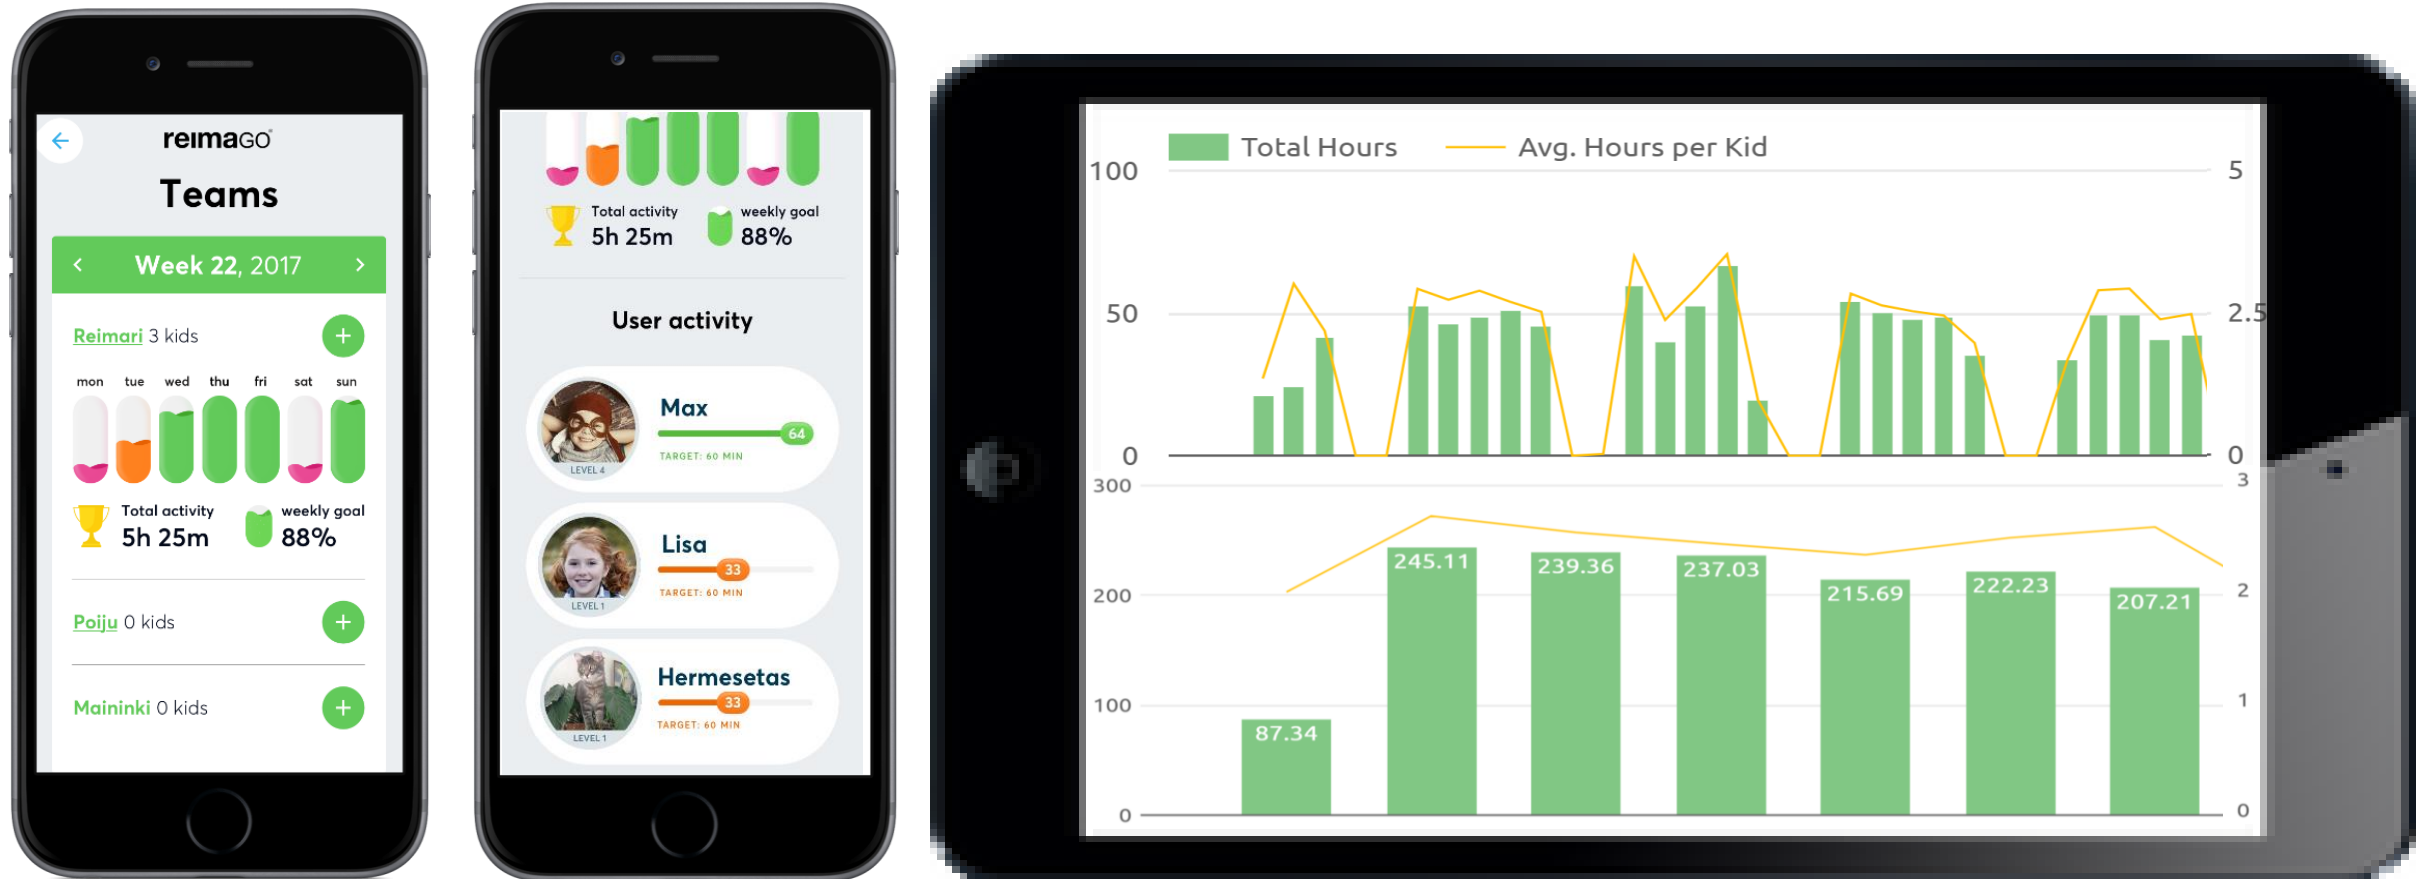 reimaGO
Teams
Week 22, 2017
Reimari 3 kids
mon tue wed thu fri sat sun
Total activity
5h 25m
weekly goal
88%
Poiju 0 kids
Maininki 0 kids
Total activity
5h 25m
weekly goal
88%
User activity
Max
64
TARGET: 60 MIN
LEVEL 4
Lisa
33
TARGET: 60 MIN
LEVEL 1
Hermesetas
33
TARGET: 60 MIN
LEVEL 1
Total Hours
Avg. Hours per Kid
100
5
50
2.5
0
0
300
3
245.11
239.36
237.03
215.69
222.23
207.21
200
2
100
1
87.34
0
0